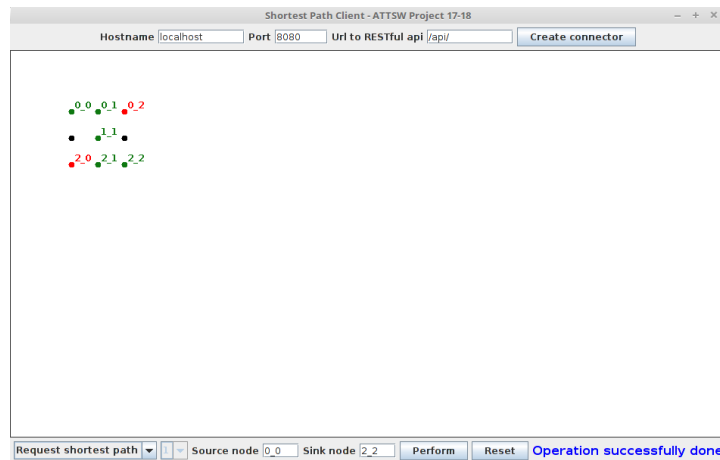 Shortest Path Client - ATTSW Project 17-18
Hostname localhost Port 8080 Url to RESTful api /api/ Create connector
0_0 0_1 0_2
1_1
2_0 2_1 2_2
Request shortest path 1 Source node 0_0 Sink node 2_2 Perform Reset Operation successfully done